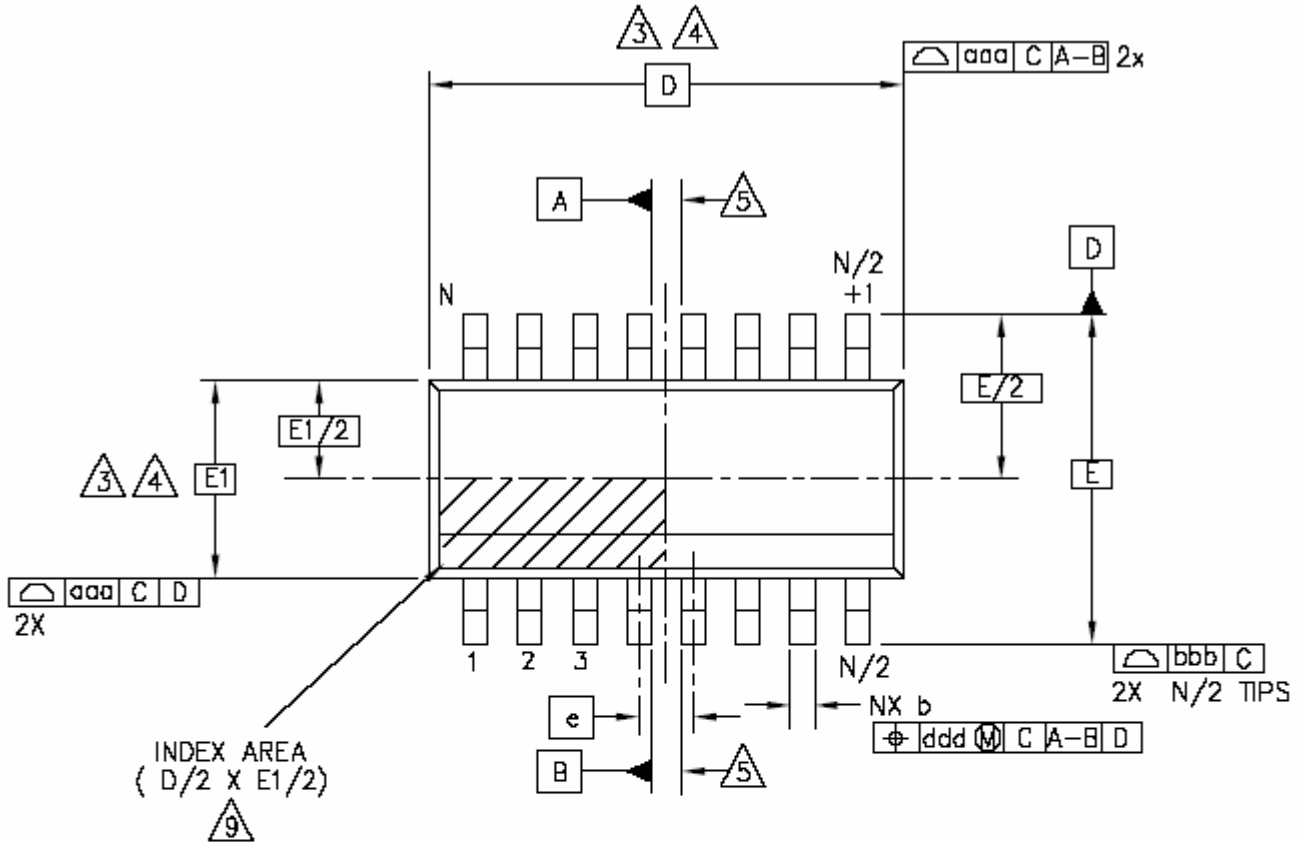 3 4
D
aaa C A-B 2x
A
5
D
N
N/2
+1
E/2
E1/2
3 4 E1
E
aaa C D
2X
1 2 3
N/2
bbb C
2X N/2 TIPS
e
NX b
ddd Ⓜ C A-B D
B
5
INDEX AREA
( D/2 X E1/2)
9